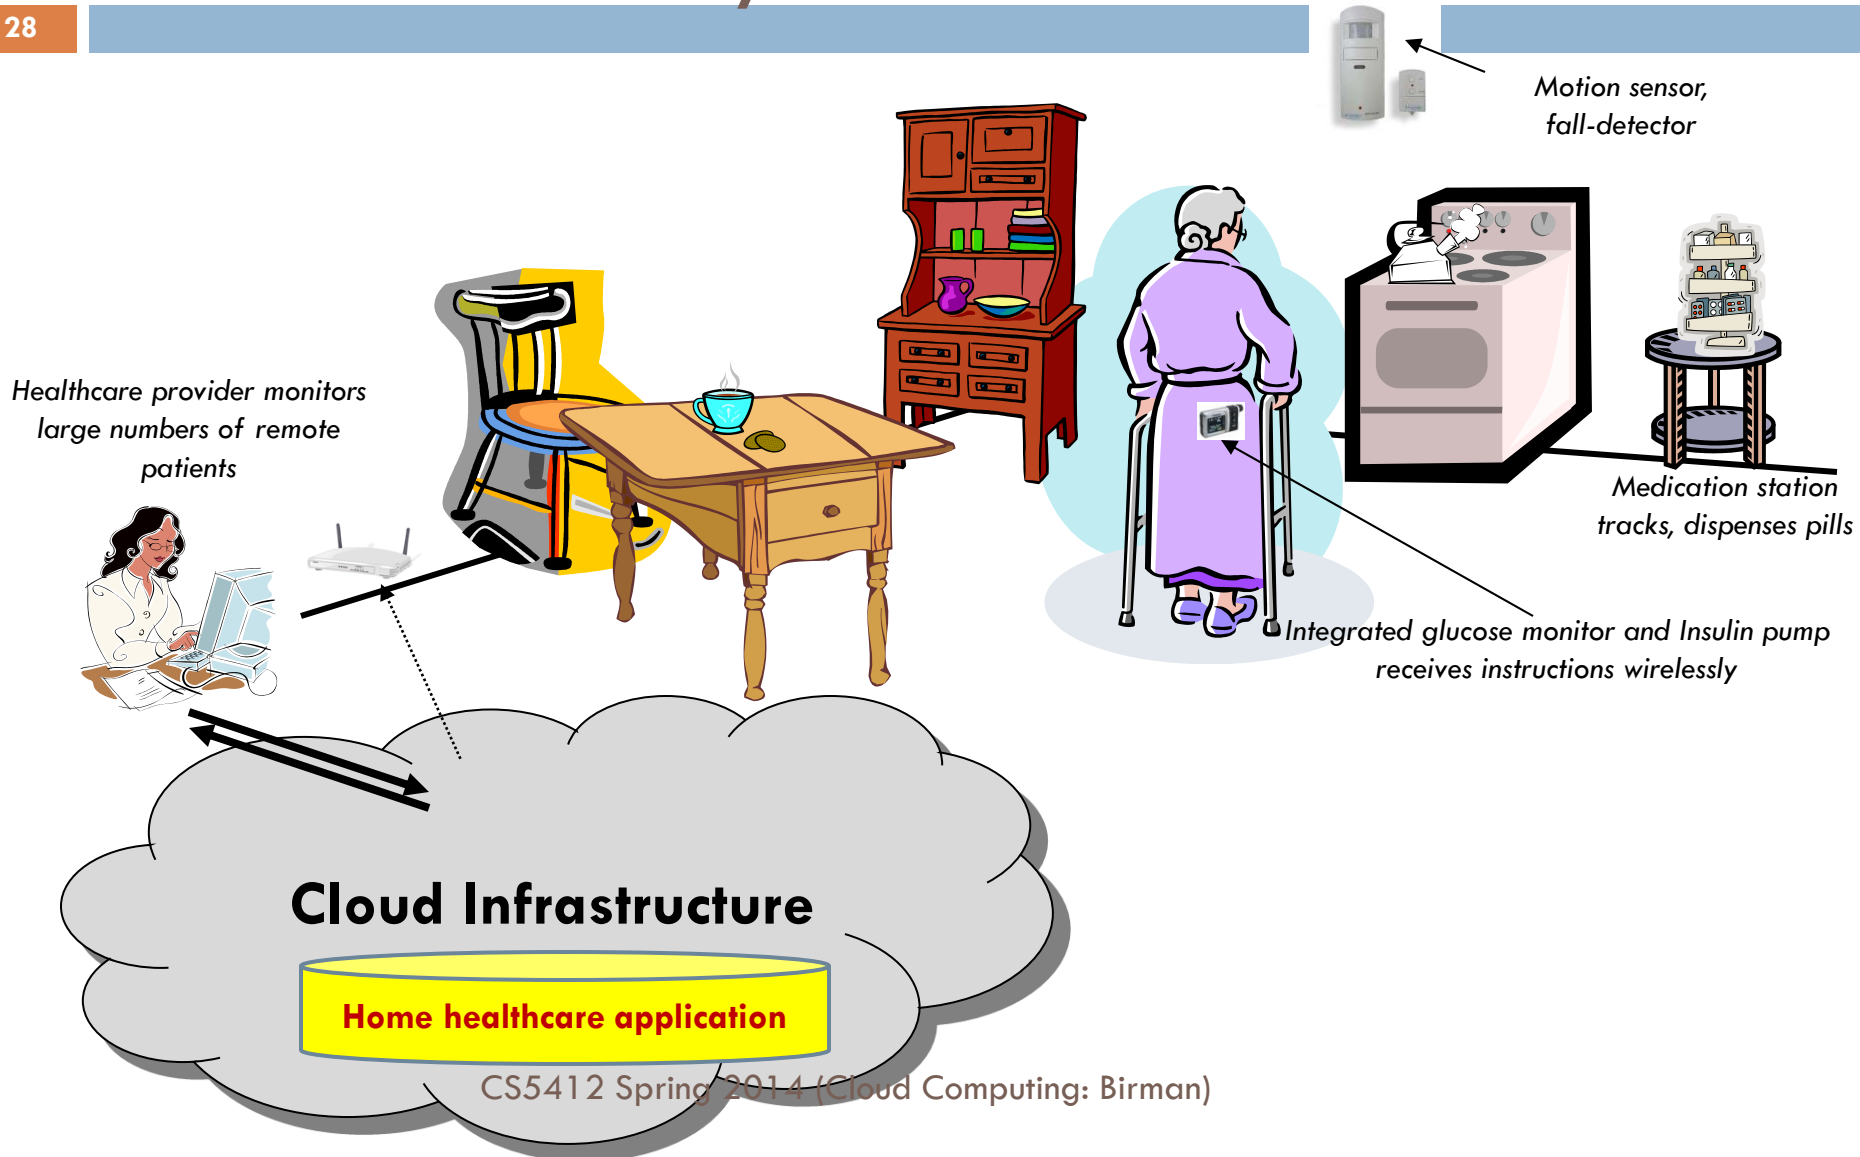 28
Motion sensor,
fall-detector
Healthcare provider monitors
large numbers of remote
patients
Medication station
tracks, dispenses pills
Integrated glucose monitor and Insulin pump
receives instructions wirelessly
Cloud Infrastructure
Home healthcare application
CS5412 Spring 2014 (Cloud Computing: Birman)